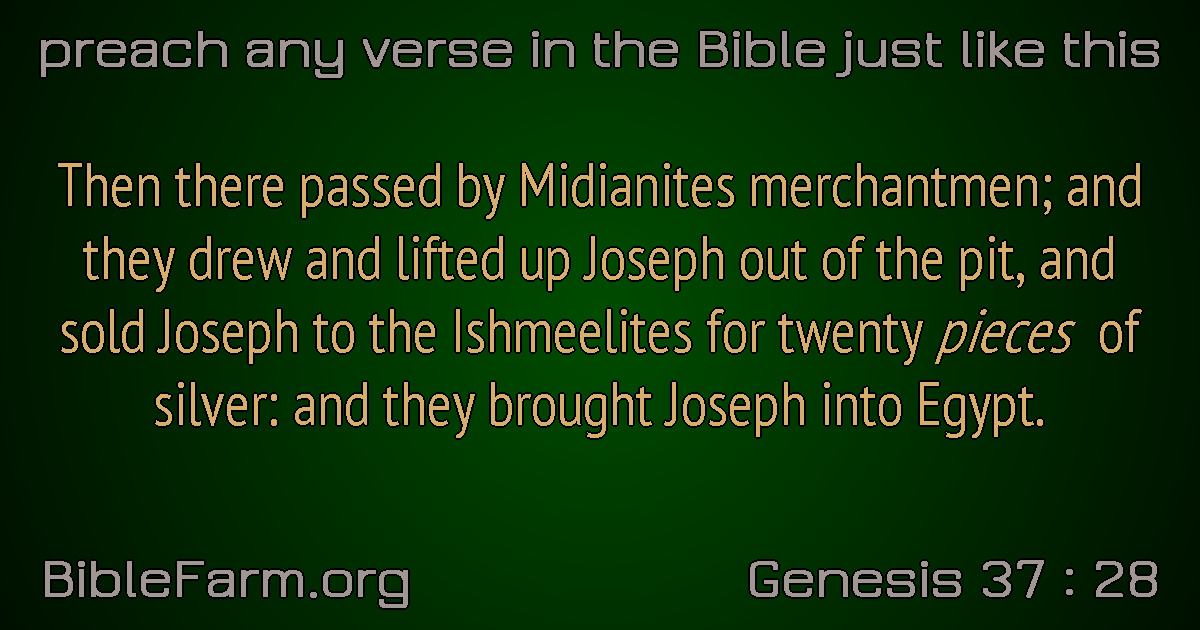 preach any verse in the Bible just like this
Then there passed by Midianites merchantmen; and
they drew and lifted up Joseph out of the pit, and
sold Joseph to the Ishmeelites for twenty pieces of
silver: and they brought Joseph into Egypt.
BibleFarm.org
Genesis 37 : 28